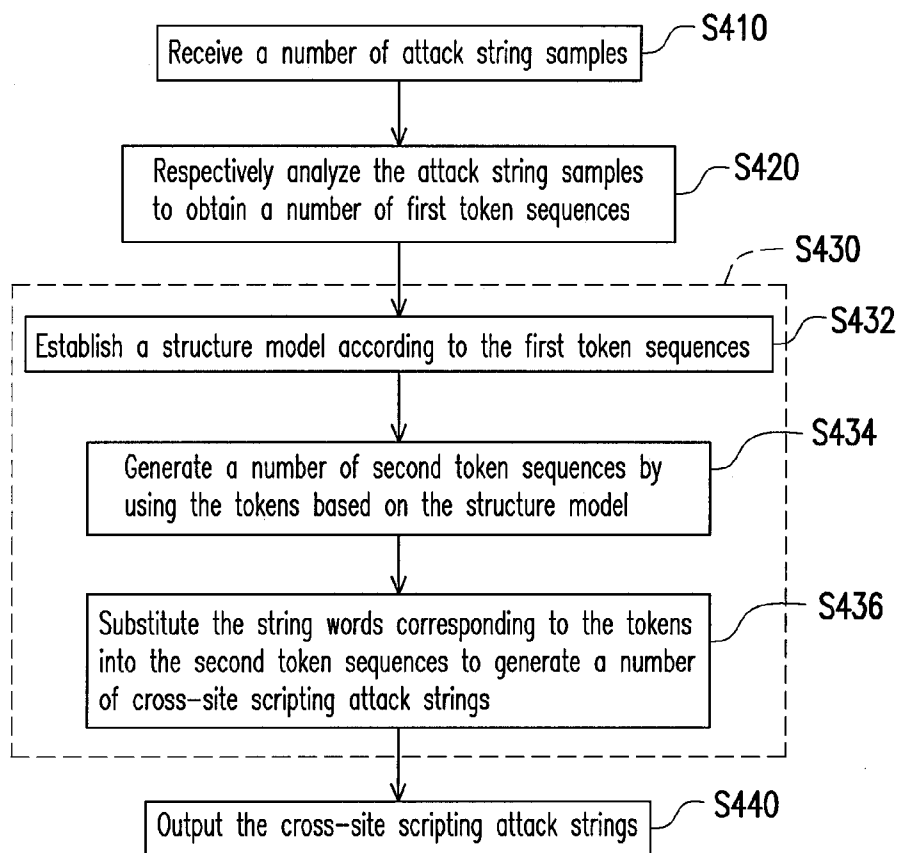 S410
Receive a number of attack string samples
S420
Respectively analyze the attack string samples
to obtain a number of first token sequences
S430
S432
Establish a structure model according to the first token sequences
S434
Generate a number of second token sequences by
using the tokens based on the structure model
S436
Substitute the string words corresponding to the tokens
into the second token sequences to generate a number
of cross-site scripting attack strings
S440
Output the cross-site scripting attack strings